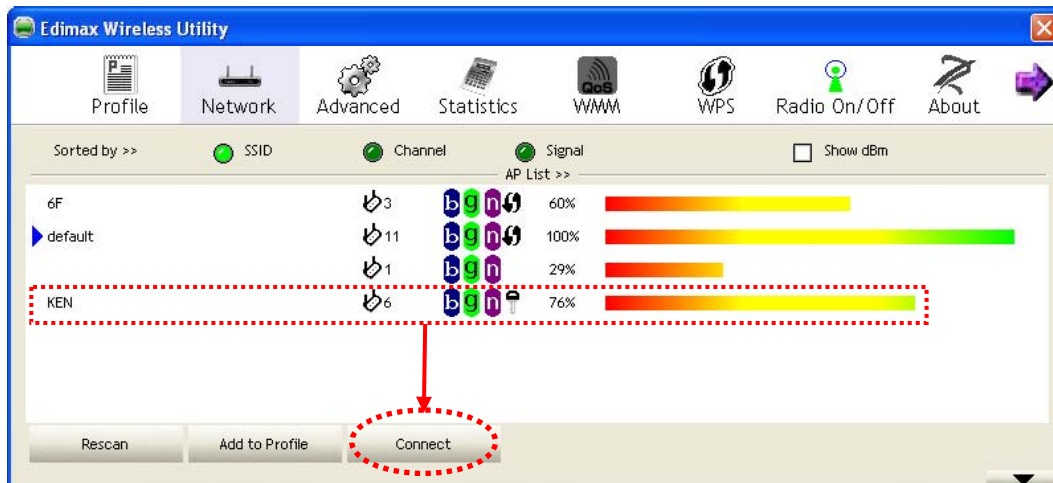 Edimax Wireless Utility
Profile Network Advanced Statistics QoS WMM WPS Radio On/Off About
Sorted by >> SSID Channel Signal Show dBm
AP List >>
6F 3 b g n 60%
default 11 b g n 100%
1 b g n 29%
KEN 6 b g n 76%
Rescan Add to Profile Connect